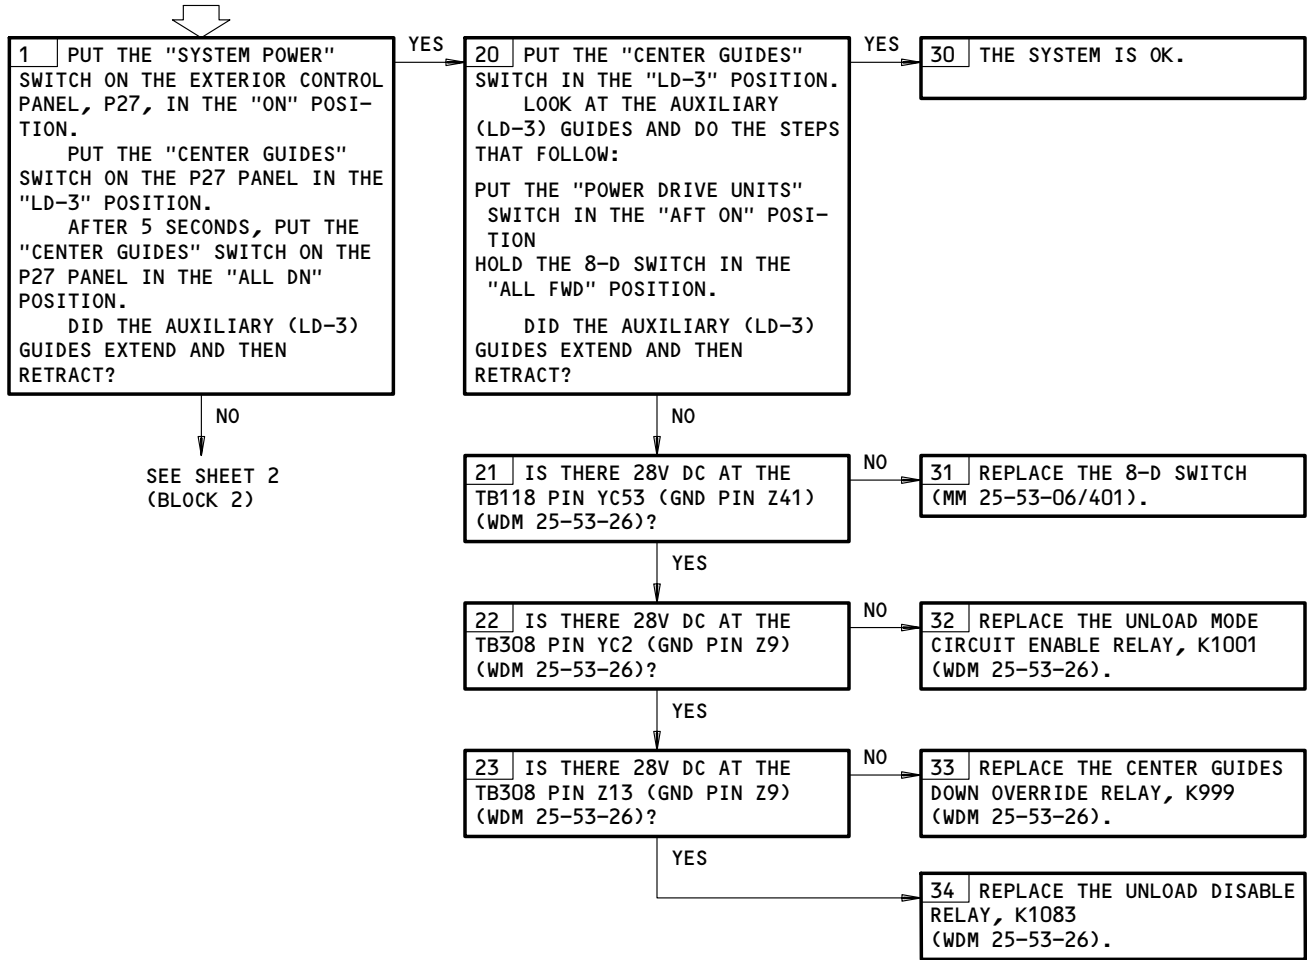 1 PUT THE "SYSTEM POWER"
SWITCH ON THE EXTERIOR CONTROL
PANEL, P27, IN THE "ON" POSI-
TION.
PUT THE "CENTER GUIDES"
SWITCH ON THE P27 PANEL IN THE
"LD-3" POSITION.
AFTER 5 SECONDS, PUT THE
"CENTER GUIDES" SWITCH ON THE
P27 PANEL IN THE "ALL DN"
POSITION.
DID THE AUXILIARY (LD-3)
GUIDES EXTEND AND THEN
RETRACT?
YES
NO
SEE SHEET 2
(BLOCK 2)
20 PUT THE "CENTER GUIDES"
SWITCH IN THE "LD-3" POSITION.
LOOK AT THE AUXILIARY
(LD-3) GUIDES AND DO THE STEPS
THAT FOLLOW:
PUT THE "POWER DRIVE UNITS"
SWITCH IN THE "AFT ON" POSI-
TION
HOLD THE 8-D SWITCH IN THE
"ALL FWD" POSITION.
DID THE AUXILIARY (LD-3)
GUIDES EXTEND AND THEN
RETRACT?
YES
30 THE SYSTEM IS OK.
NO
21 IS THERE 28V DC AT THE
TB118 PIN YC53 (GND PIN Z41)
(WDM 25-53-26)?
NO
31 REPLACE THE 8-D SWITCH
(MM 25-53-06/401).
YES
22 IS THERE 28V DC AT THE
TB308 PIN YC2 (GND PIN Z9)
(WDM 25-53-26)?
NO
32 REPLACE THE UNLOAD MODE
CIRCUIT ENABLE RELAY, K1001
(WDM 25-53-26).
YES
23 IS THERE 28V DC AT THE
TB308 PIN Z13 (GND PIN Z9)
(WDM 25-53-26)?
NO
33 REPLACE THE CENTER GUIDES
DOWN OVERRIDE RELAY, K999
(WDM 25-53-26).
YES
34 REPLACE THE UNLOAD DISABLE
RELAY, K1083
(WDM 25-53-26).